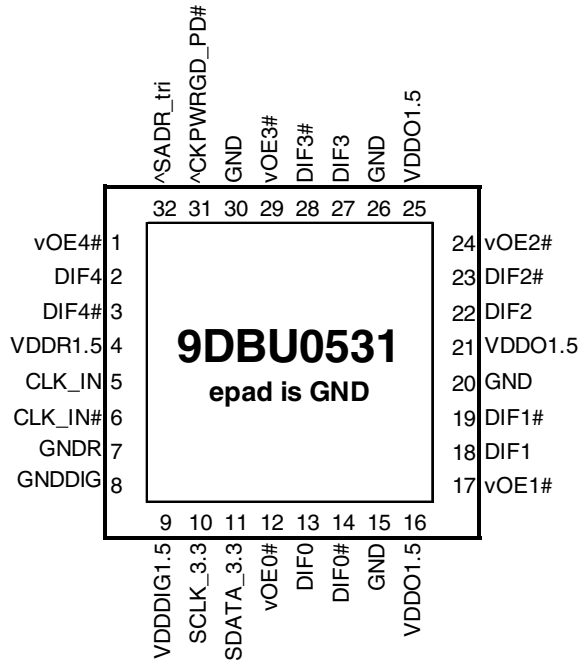 ^SADR_tri
^CKPWRGD_PD#
GND
vOE3#
DIF3#
DIF3
GND
VDDO1.5
32 31 30 29 28 27 26 25
vOE4# 1
DIF4 2
DIF4# 3
VDDR1.5 4
CLK_IN 5
CLK_IN# 6
GNDR 7
GNDDIG 8
9DBU0531
epad is GND
24 vOE2#
23 DIF2#
22 DIF2
21 VDDO1.5
20 GND
19 DIF1#
18 DIF1
17 vOE1#
9 10 11 12 13 14 15 16
VDDDIG1.5
SCLK_3.3
SDATA_3.3
vOE0#
DIF0
DIF0#
GND
VDDO1.5